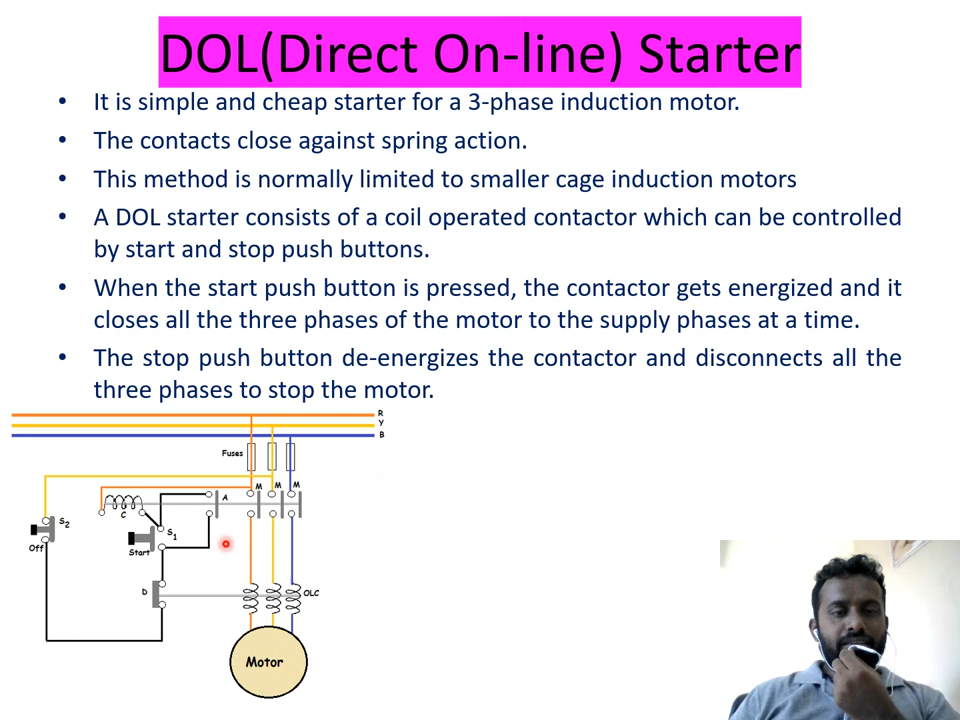 DOL(Direct On-line) Starter
• It is simple and cheap starter for a 3-phase induction motor.
• The contacts close against spring action.
• This method is normally limited to smaller cage induction motors
• A DOL starter consists of a coil operated contactor which can be controlled
by start and stop push buttons.
• When the start push button is pressed, the contactor gets energized and it
closes all the three phases of the motor to the supply phases at a time.
• The stop push button de-energizes the contactor and disconnects all the
three phases to stop the motor.
R
Y
B
Fuses
M M M
A
C
S2
S1
Off
Start
D
OLC
Motor